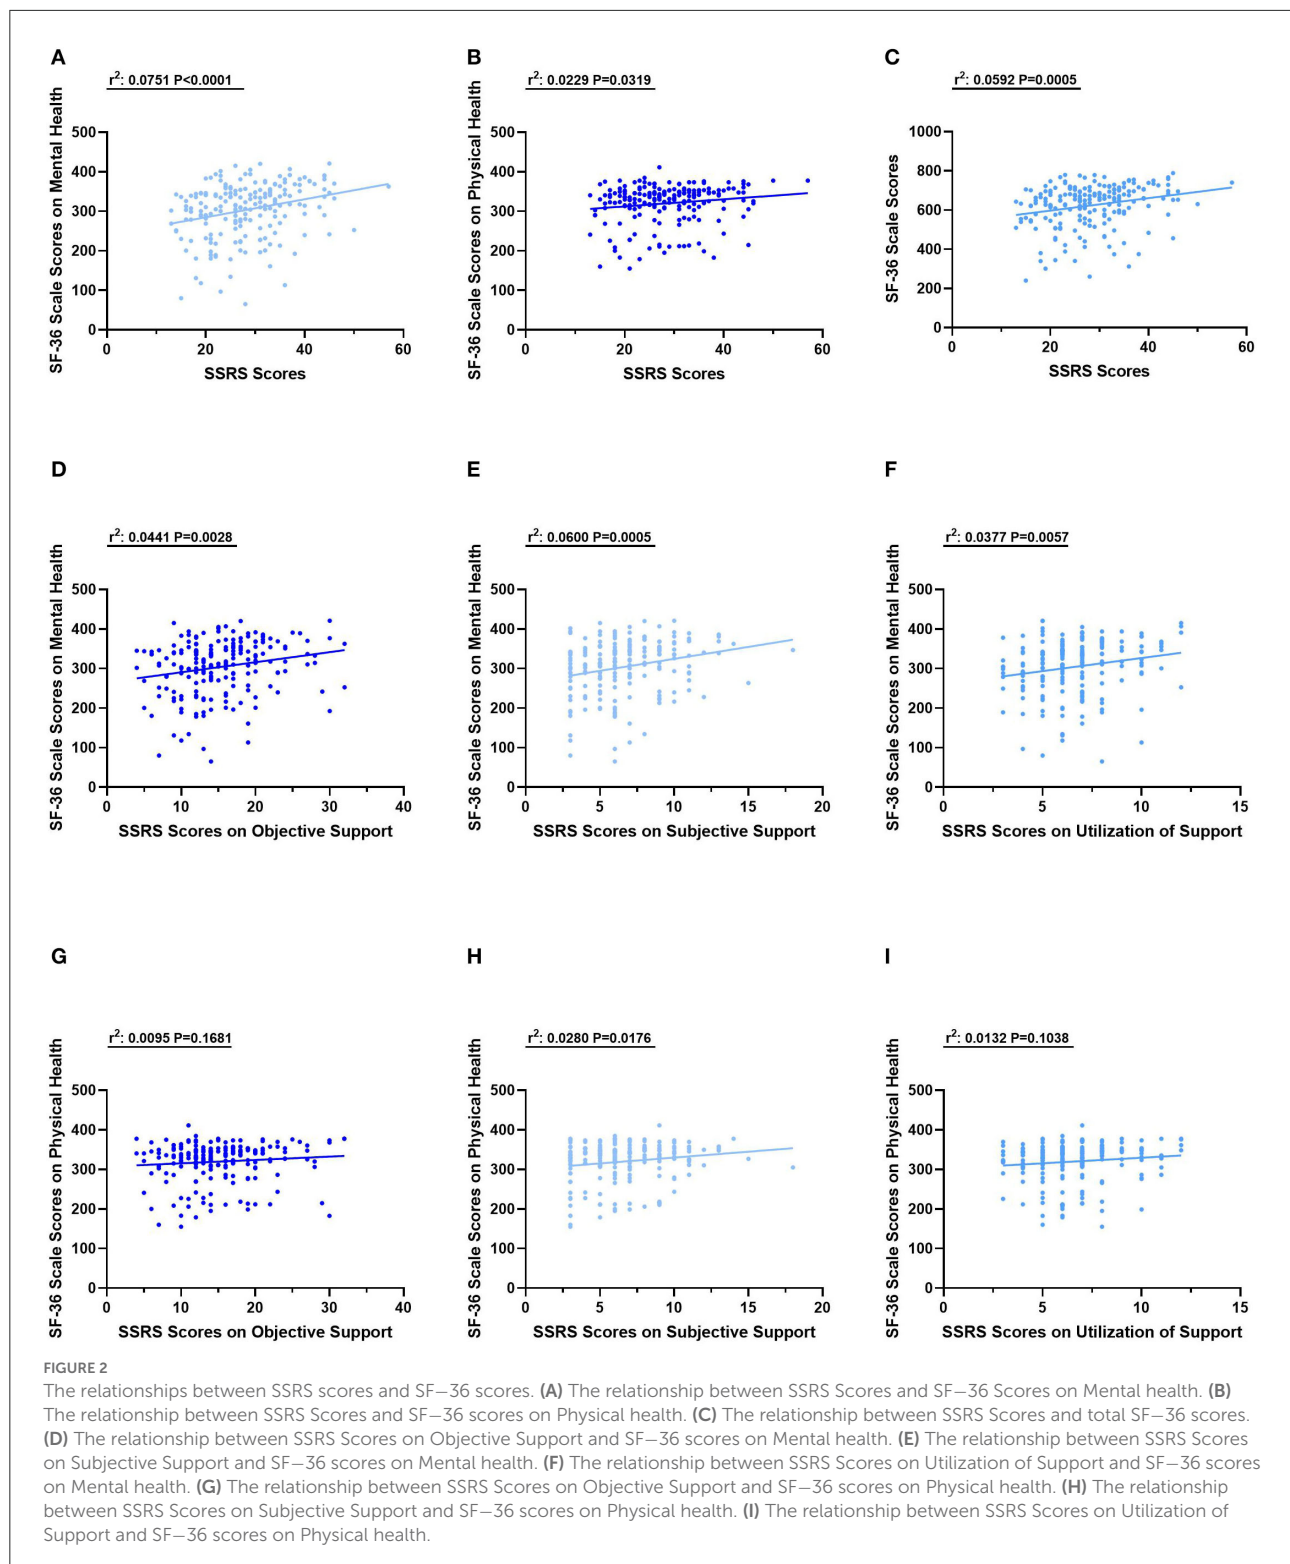 A
r²: 0.0751 P<0.0001
SF-36 Scale Scores on Mental Health
500
400
300
200
100
0
0
20
40
60
SSRS Scores
B
r²: 0.0229 P=0.0319
SF-36 Scale Scores on Physical Health
500
400
300
200
100
0
0
20
40
60
SSRS Scores
C
r²: 0.0592 P=0.0005
SF-36 Scale Scores
1000
800
600
400
200
0
0
20
40
60
SSRS Scores
D
r²: 0.0441 P=0.0028
SF-36 Scale Scores on Mental Health
500
400
300
200
100
0
0
10
20
30
40
SSRS Scores on Objective Support
E
r²: 0.0600 P=0.0005
SF-36 Scale Scores on Mental Health
500
400
300
200
100
0
0
5
10
15
20
SSRS Scores on Subjective Support
F
r²: 0.0377 P=0.0057
SF-36 Scale Scores on Mental Health
500
400
300
200
100
0
0
5
10
15
SSRS Scores on Utilization of Support
G
r²: 0.0095 P=0.1681
SF-36 Scale Scores on Physical Health
500
400
300
200
100
0
0
10
20
30
40
SSRS Scores on Objective Support
H
r²: 0.0280 P=0.0176
SF-36 Scale Scores on Physical Health
500
400
300
200
100
0
0
5
10
15
20
SSRS Scores on Subjective Support
I
r²: 0.0132 P=0.1038
SF-36 Scale Scores on Physical Health
500
400
300
200
100
0
0
5
10
15
SSRS Scores on Utilization of Support
FIGURE 2
The relationships between SSRS scores and SF−36 scores. (A) The relationship between SSRS Scores and SF−36 Scores on Mental health. (B)
The relationship between SSRS Scores and SF−36 scores on Physical health. (C) The relationship between SSRS Scores and total SF−36 scores.
(D) The relationship between SSRS Scores on Objective Support and SF−36 scores on Mental health. (E) The relationship between SSRS Scores
on Subjective Support and SF−36 scores on Mental health. (F) The relationship between SSRS Scores on Utilization of Support and SF−36 scores
on Mental health. (G) The relationship between SSRS Scores on Objective Support and SF−36 scores on Physical health. (H) The relationship
between SSRS Scores on Subjective Support and SF−36 scores on Physical health. (I) The relationship between SSRS Scores on Utilization of
Support and SF−36 scores on Physical health.